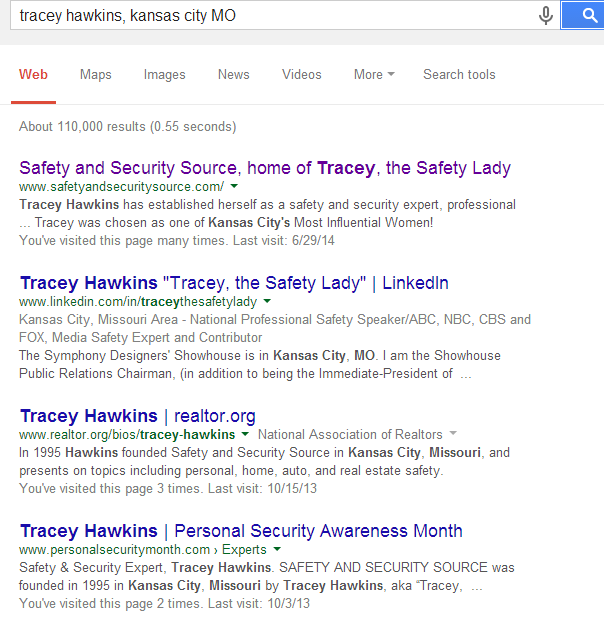 tracey hawkins, kansas city MO
Web Maps Images News Videos More Search tools
About 110,000 results (0.55 seconds)
Safety and Security Source, home of Tracey, the Safety Lady
www.safetyandsecuritysource.com/
Tracey Hawkins has established herself as a safety and security expert, professional
... Tracey was chosen as one of Kansas City's Most Influential Women!
You've visited this page many times. Last visit: 6/29/14
Tracey Hawkins "Tracey, the Safety Lady" | LinkedIn
www.linkedin.com/in/traceythesafetylady
Kansas City, Missouri Area - National Professional Safety Speaker/ABC, NBC, CBS and
FOX, Media Safety Expert and Contributor
The Symphony Designers' Showhouse is in Kansas City, MO. I am the Showhouse
Public Relations Chairman, (in addition to being the Immediate-President of ...
Tracey Hawkins | realtor.org
www.realtor.org/bios/tracey-hawkins National Association of Realtors
In 1995 Hawkins founded Safety and Security Source in Kansas City, Missouri, and
presents on topics including personal, home, auto, and real estate safety.
You've visited this page 3 times. Last visit: 10/15/13
Tracey Hawkins | Personal Security Awareness Month
www.personalsecuritymonth.com › Experts
Safety & Security Expert, Tracey Hawkins. SAFETY AND SECURITY SOURCE was
founded in 1995 in Kansas City, Missouri by Tracey Hawkins, aka “Tracey, ...
You've visited this page 2 times. Last visit: 10/3/13